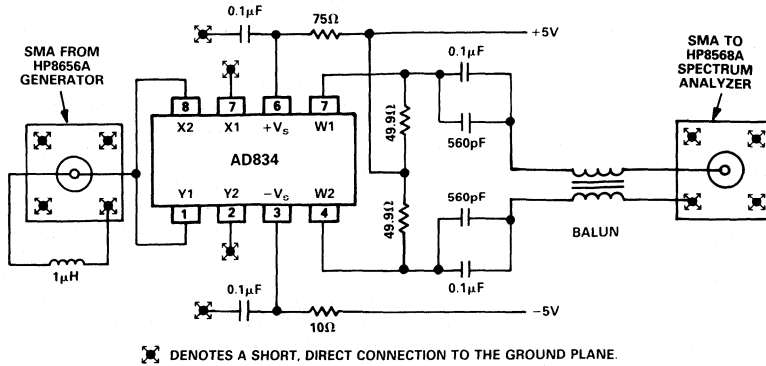 0.1µF
75Ω
+5V
SMA FROM
HP8656A
GENERATOR
0.1µF
SMA TO
HP8568A
SPECTRUM
ANALYZER
8 7 6 7
X2 X1 +VS W1
49.9Ω
560pF
AD834
Y1 Y2 −VS W2
1 2 3 4
49.9Ω
560pF
BALUN
1µH
0.1µF
0.1µF
10Ω
−5V
DENOTES A SHORT, DIRECT CONNECTION TO THE GROUND PLANE.